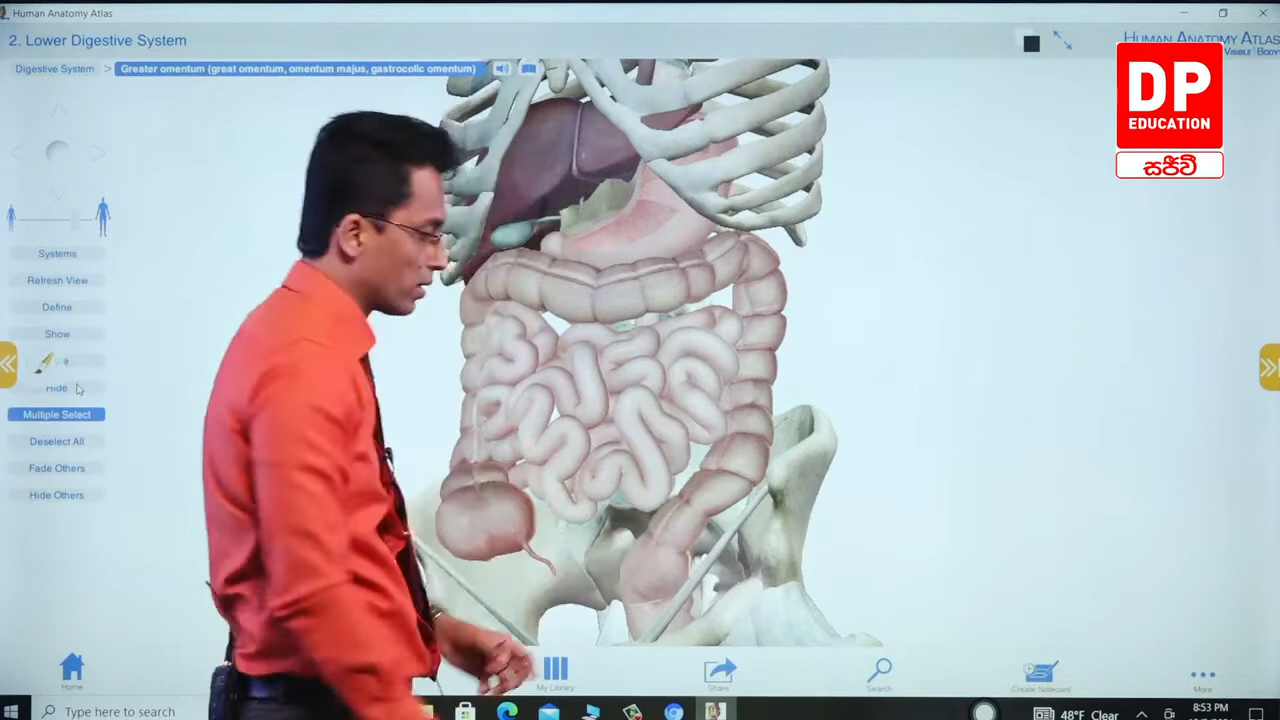 Human Anatomy Atlas
2. Lower Digestive System
HUMAN ANATOMY ATLAS
Visible Body
Digestive System > Greater omentum (great omentum, omentum majus, gastrocolic omentum)
DP
EDUCATION
සජීවී
Systems
Refresh View
Define
Show
Hide
Multiple Select
Deselect All
Fade Others
Hide Others
Home
My Library
Share
Search
Create Notecard
More
Type here to search
48°F Clear
8:53 PM